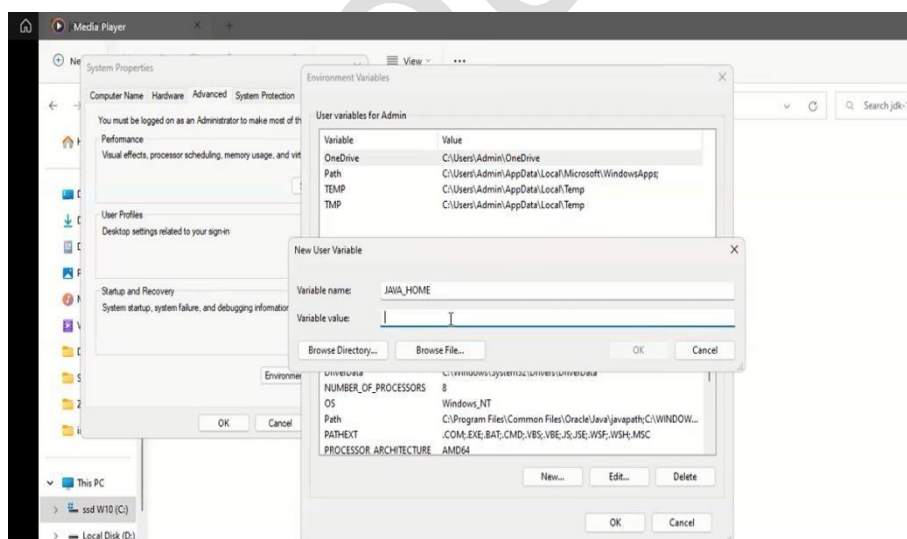 Media Player
Ne
View
System Properties
Computer Name Hardware Advanced System Protection
You must be logged on as an Administrator to make most of th
Performance
Visual effects, processor scheduling, memory usage, and virt
User Profiles
Desktop settings related to your sign-in
Startup and Recovery
System startup, system failure, and debugging information
Environmen
OK Cancel
Environment Variables
Search jdk-
User variables for Admin
Variable Value
OneDrive C:\Users\Admin\OneDrive
Path C:\Users\Admin\AppData\Local\Microsoft\WindowsApps;
TEMP C:\Users\Admin\AppData\Local\Temp
TMP C:\Users\Admin\AppData\Local\Temp
New User Variable
Variable name: JAVA_HOME
Variable value:
Browse Directory... Browse File... OK Cancel
DriverData C:\Windows\System32\Drivers\DriverData
NUMBER_OF_PROCESSORS 8
OS Windows_NT
Path C:\Program Files\Common Files\Oracle\Java\javapath;C:\WINDOW...
PATHEXT .COM;.EXE;.BAT;.CMD;.VBS;.VBE;.JS;.JSE;.WSF;.WSH;.MSC
PROCESSOR_ARCHITECTURE AMD64
New... Edit... Delete
OK Cancel
This PC
ssd W10 (C:)
Local Disk (D:)